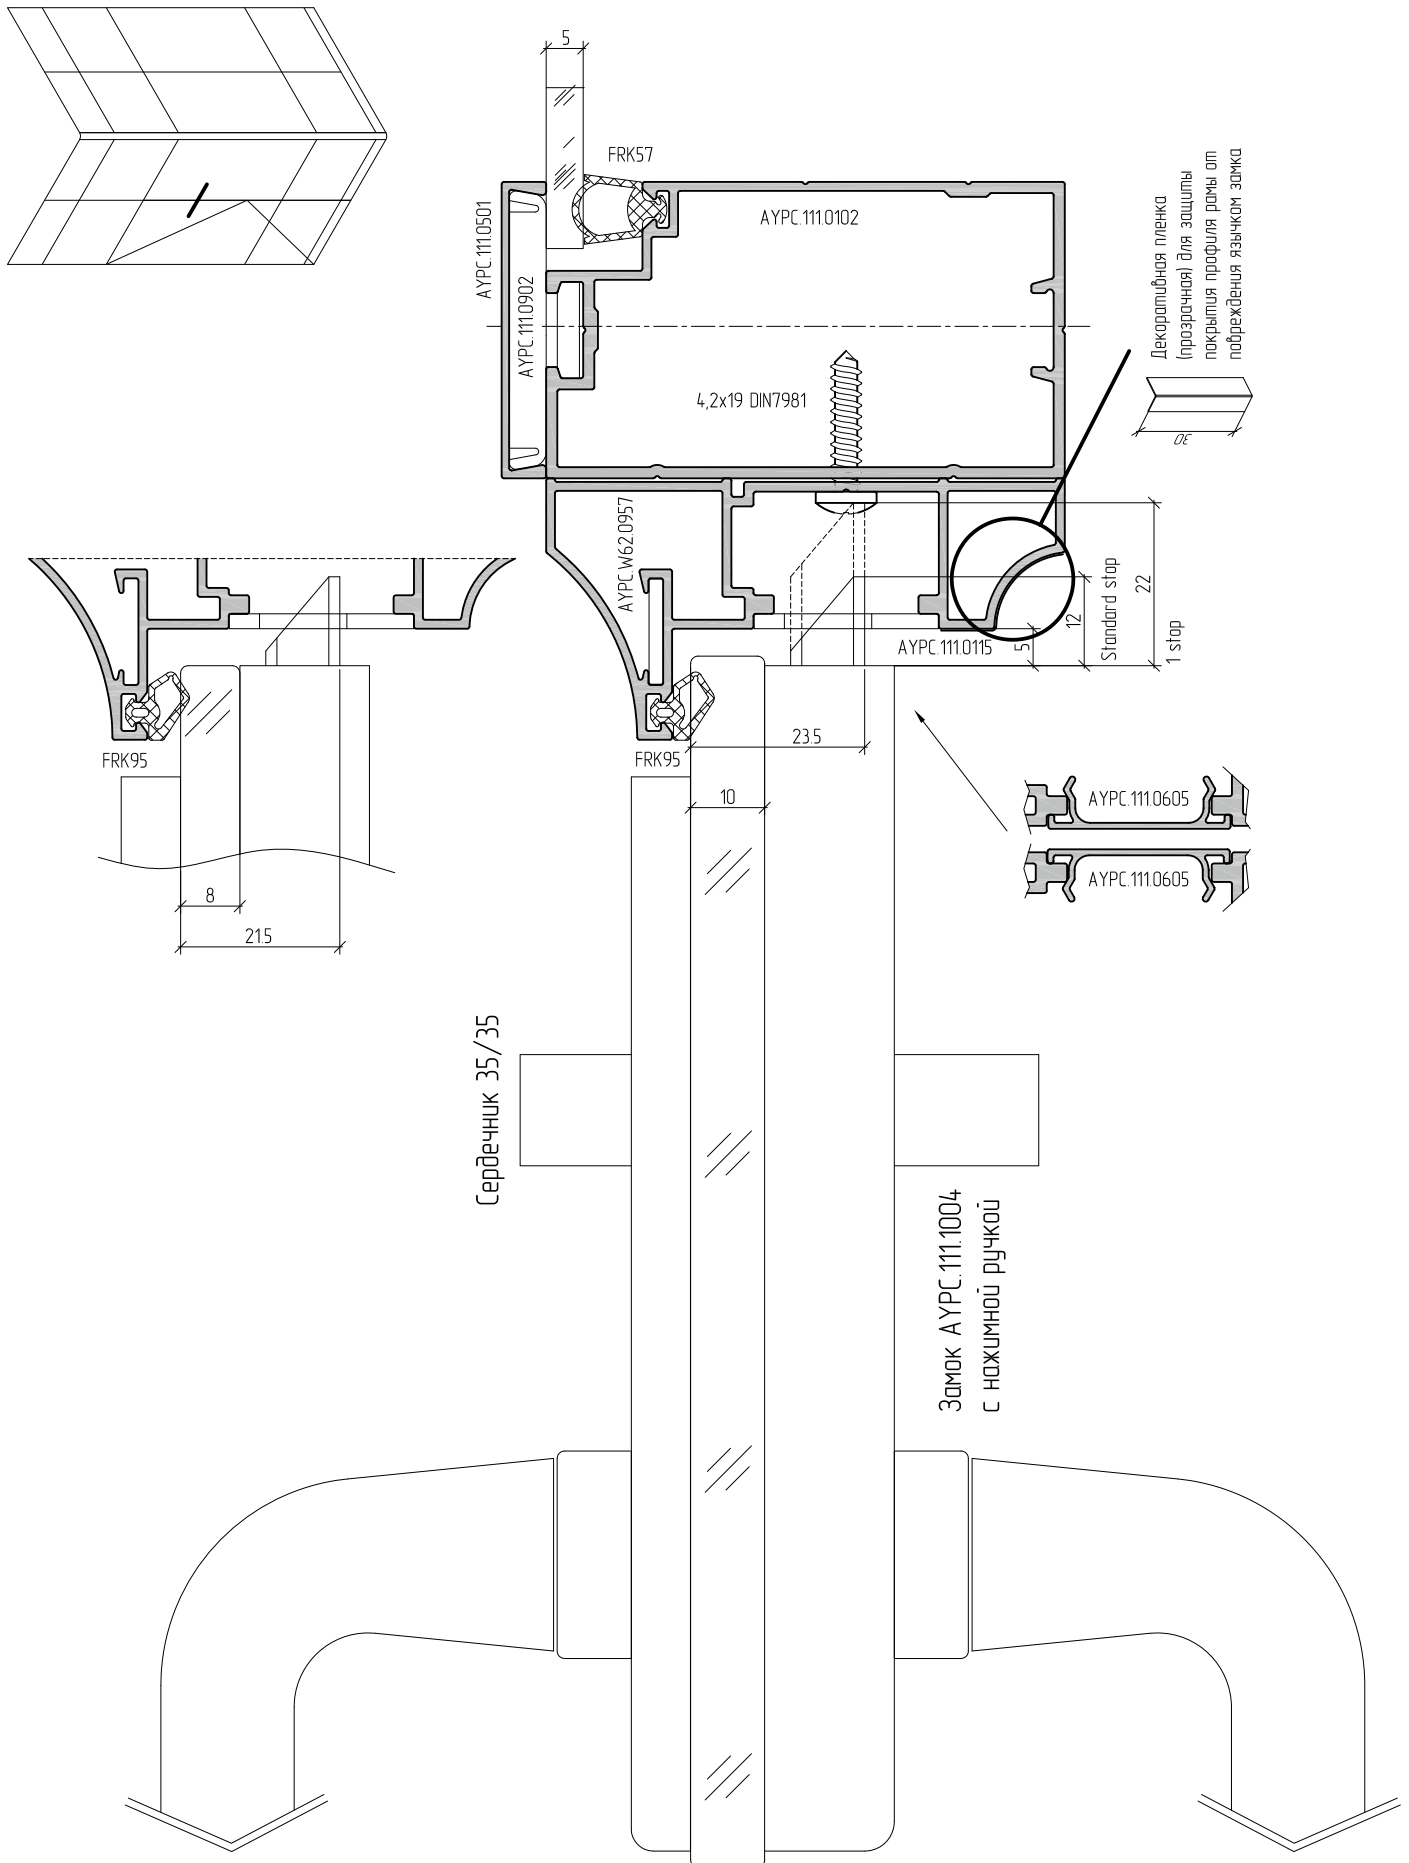 5
FRK57
AYPC.111.0501
AYPC.111.0902
AYPC.111.0102
Декоративная пленка
(прозрачная) для защиты
покрытия профиля рамы от
повреждения язычком замка
30
4,2x19 DIN7981
AYPC.W62.0957
AYPC.111.0115
5
12
Standard stop
22
1 stop
FRK95
FRK95
23.5
10
8
21.5
AYPC.111.0605
AYPC.111.0605
Сердечник 35/35
Замок AYPC.111.1004
с нажимной ручкой